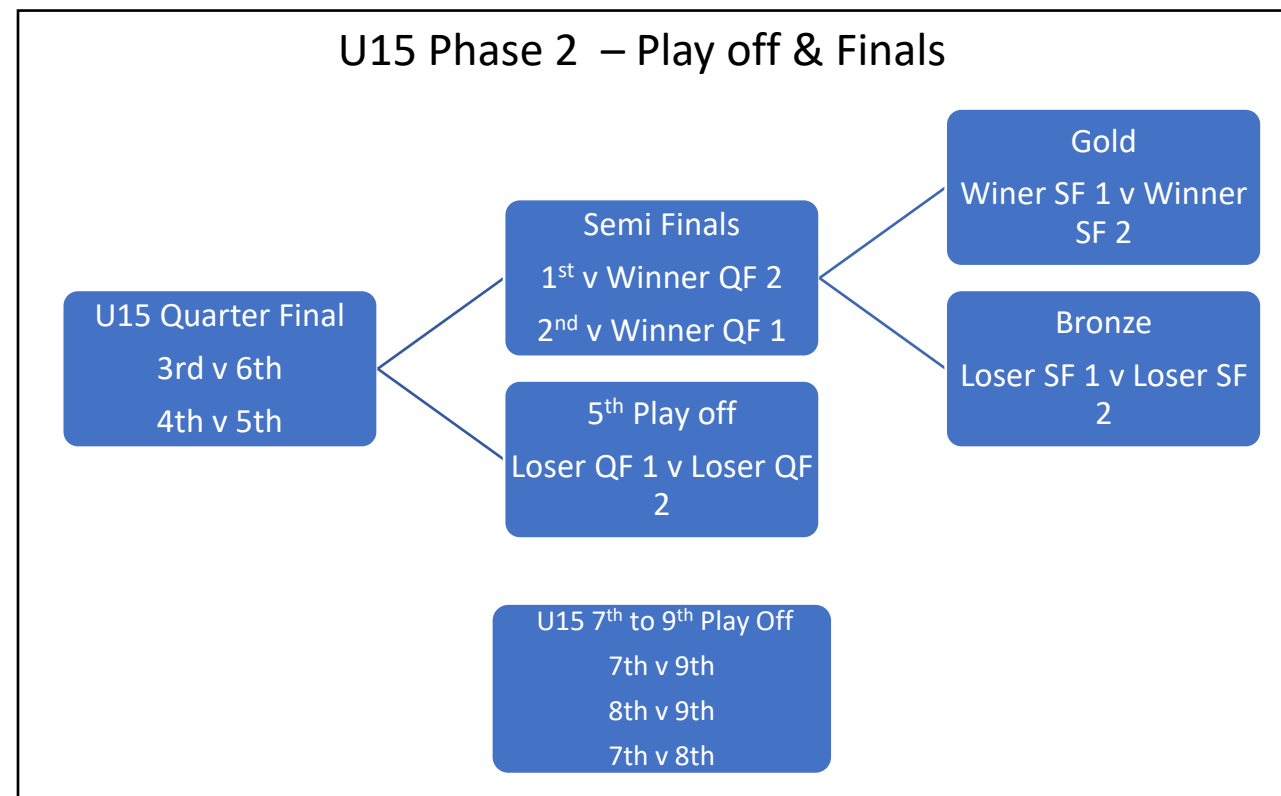 U15 Phase 2 – Play off & Finals
U15 Quarter Final
3rd v 6th
4th v 5th
Semi Finals
1st v Winner QF 2
2nd v Winner QF 1
5th Play off
Loser QF 1 v Loser QF
2
Gold
Winer SF 1 v Winner
SF 2
Bronze
Loser SF 1 v Loser SF
2
U15 7th to 9th Play Off
7th v 9th
8th v 9th
7th v 8th